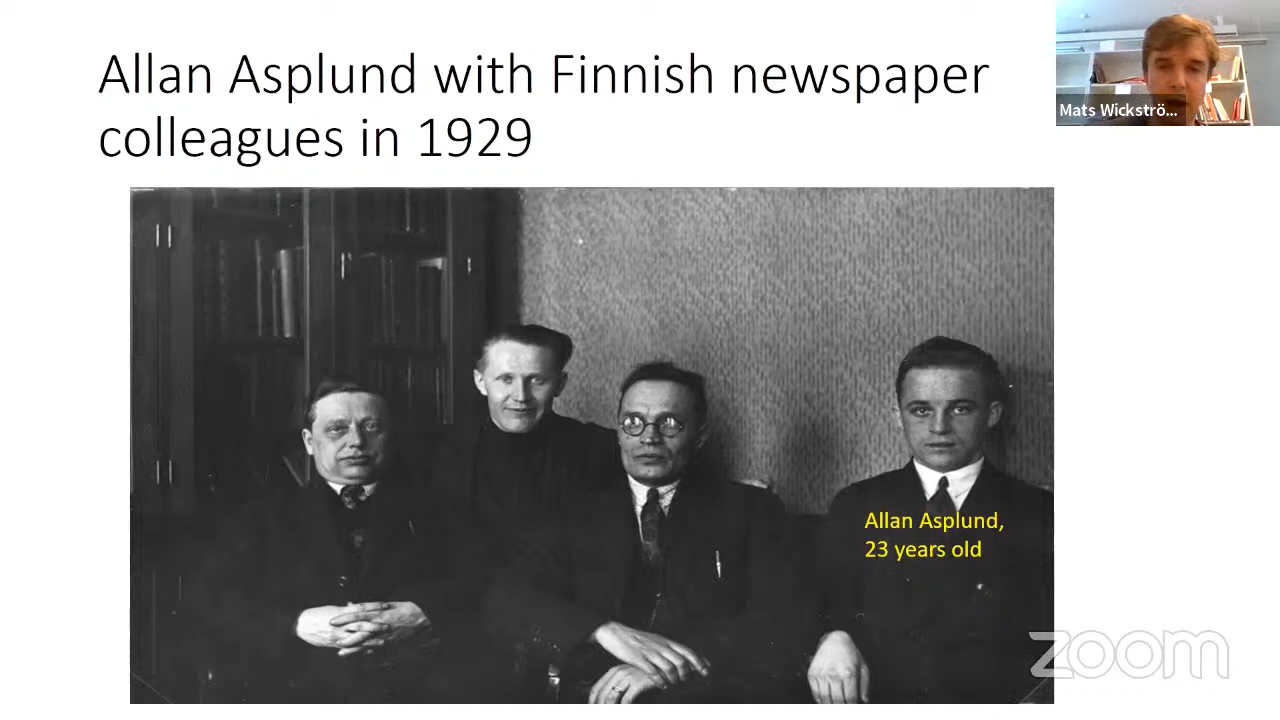 Allan Asplund with Finnish newspaper
colleagues in 1929
Mats Wickströ...
Allan Asplund,
23 years old
zoom